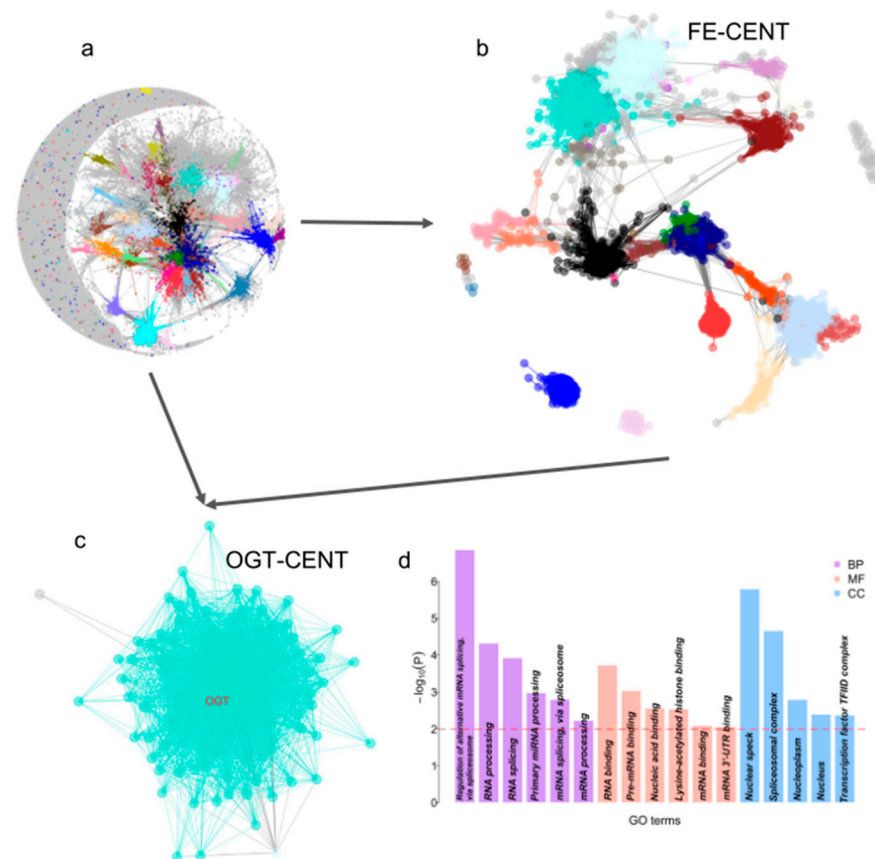 a
b
FE-CENT
c
OGT-CENT
OGT
d
BP
MF
CC
6
5
4
3
2
1
0
−log10(P)
Regulation of alternative mRNA splicing,
via spliceosome
RNA processing
RNA splicing
Primary miRNA processing
mRNA splicing, via spliceosome
mRNA processing
RNA binding
Pre-mRNA binding
Nucleic acid binding
Lysine-acetylated histone binding
mRNA binding
mRNA 3'-UTR binding
Nuclear speck
Spliceosomal complex
Nucleoplasm
Nucleus
Transcription factor TFIID complex
GO terms